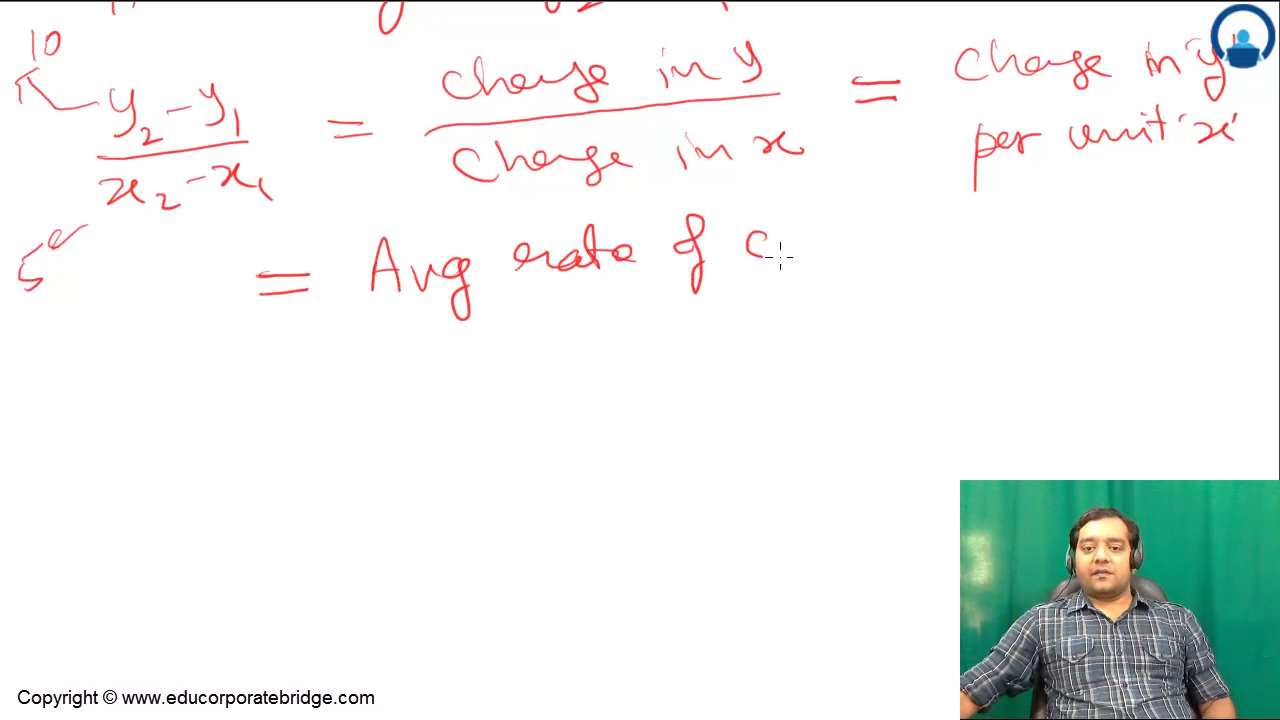 10
y2 - y1 / x2 - x1 = change in y / change in x = change in 'y' per unit 'x'
5
= Avg rate of c
Copyright © www.educorporatebridge.com